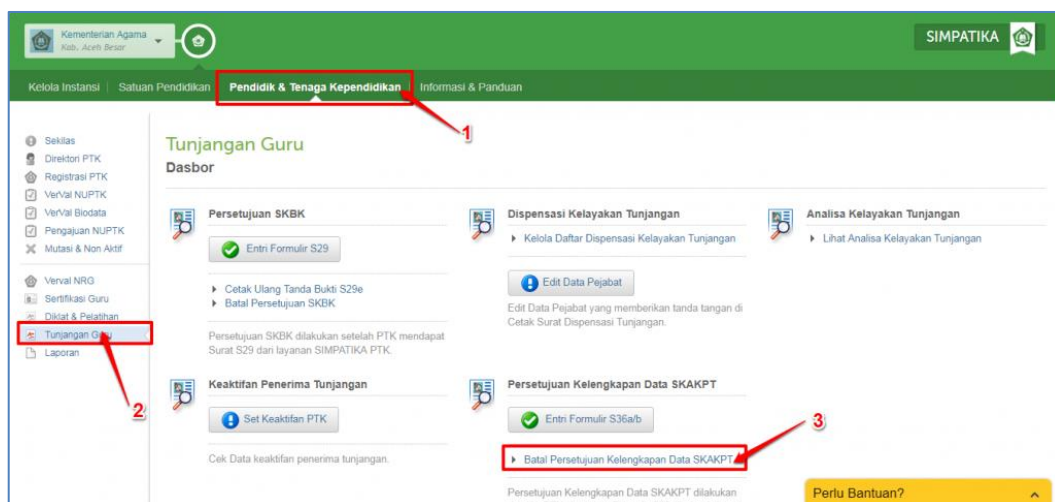 Kementerian Agama
Kab. Aceh Besar
SIMPATIKA
Kelola Instansi
Satuan Pendidikan
Pendidik & Tenaga Kependidikan
Informasi & Panduan
1
Sekilas
Direktori PTK
Registrasi PTK
VerVal NUPTK
VerVal Biodata
Pengajuan NUPTK
Mutasi & Non Aktif
Verval NRG
Sertifikasi Guru
Diklat & Pelatihan
Tunjangan Guru
Laporan
2
Tunjangan Guru
Dasbor
Persetujuan SKBK
Entri Formulir S29
Cetak Ulang Tanda Bukti S29e
Batal Persetujuan SKBK
Persetujuan SKBK dilakukan setelah PTK mendapat
Surat S29 dari layanan SIMPATIKA PTK.
Dispensasi Kelayakan Tunjangan
Kelola Daftar Dispensasi Kelayakan Tunjangan
Edit Data Pejabat
Edit Data Pejabat yang memberikan tanda tangan di
Cetak Surat Dispensasi Tunjangan.
Analisa Kelayakan Tunjangan
Lihat Analisa Kelayakan Tunjangan
Keaktifan Penerima Tunjangan
Set Keaktifan PTK
Cek Data keaktifan penerima tunjangan.
Persetujuan Kelengkapan Data SKAKPT
Entri Formulir S36a/b
Batal Persetujuan Kelengkapan Data SKAKPT
3
Persetujuan Kelengkapan Data SKAKPT dilakukan
Perlu Bantuan?